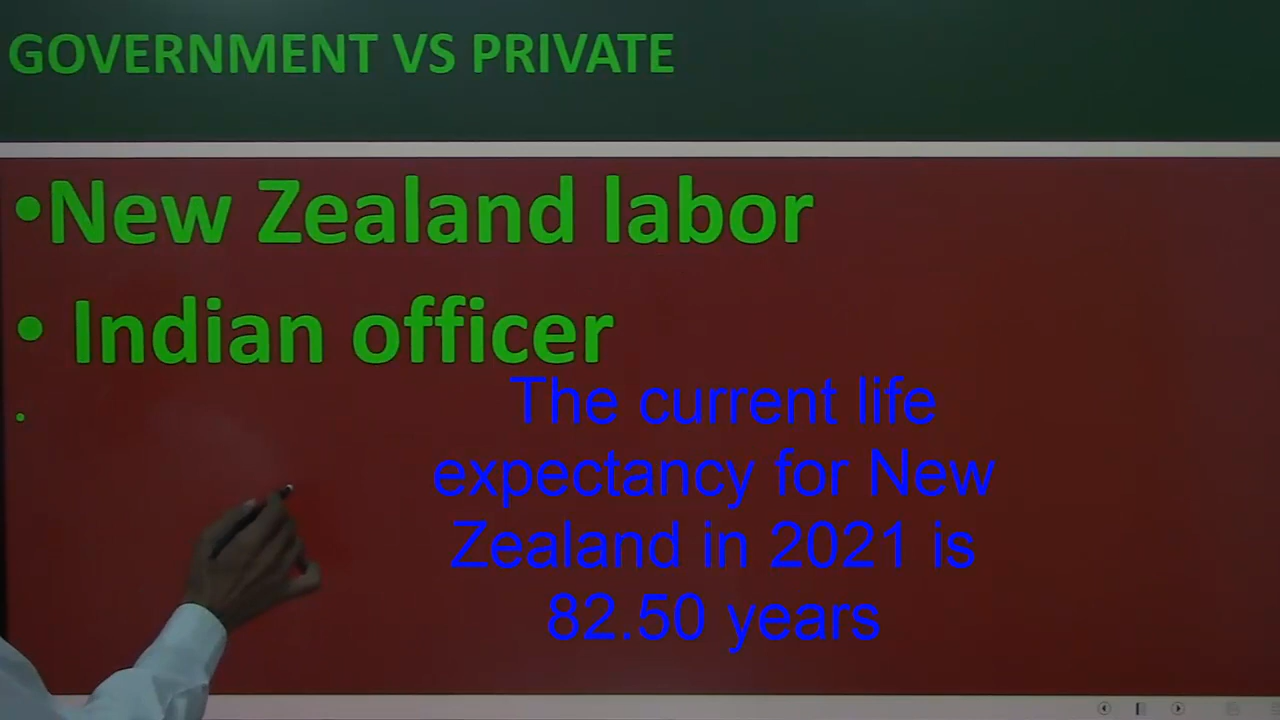 GOVERNMENT VS PRIVATE
•New Zealand labor
• Indian officer
•
The current life
expectancy for New
Zealand in 2021 is
82.50 years